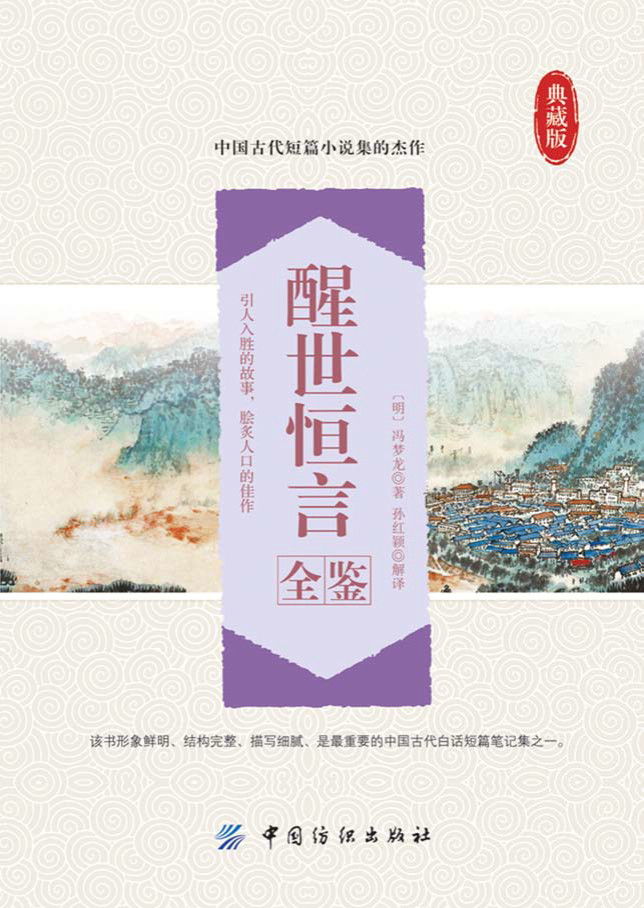 典藏版
中国古代短篇小说集的杰作
醒世恒言
全鉴
引人入胜的故事，脍炙人口的佳作
〔明〕冯梦龙◎著 孙红颖◎解译
该书形象鲜明、结构完整、描写细腻、是最重要的中国古代白话短篇笔记集之一。
中国纺织出版社